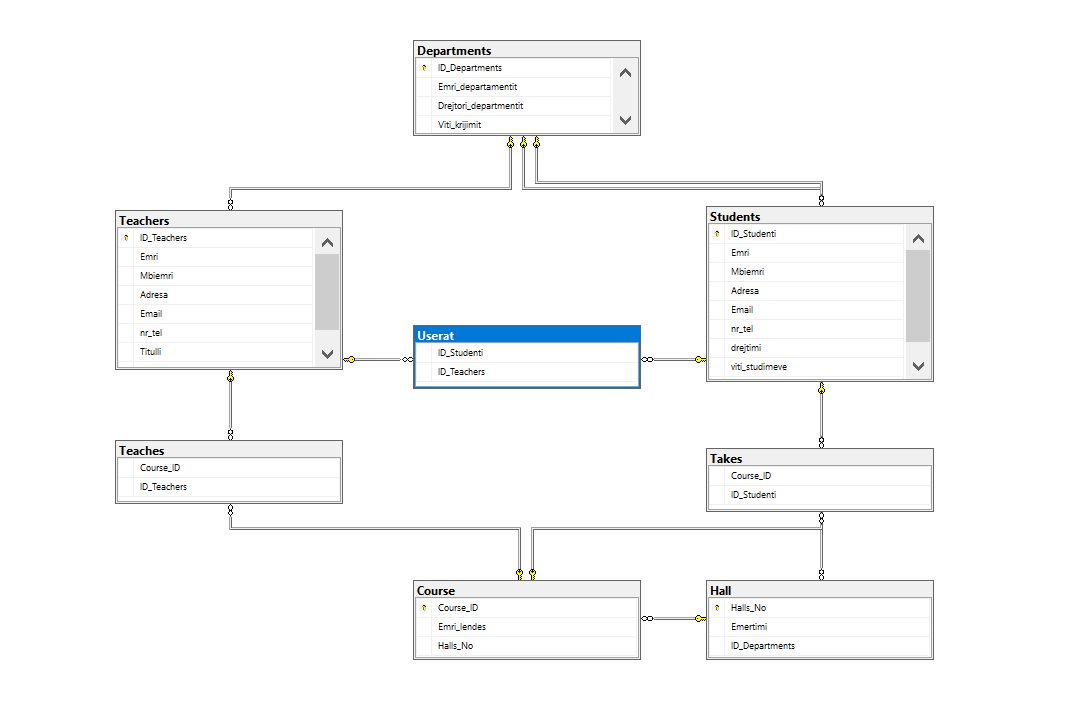 Departments
ID_Departments
Emri_departamentit
Drejtori_departmentit
Viti_krijimit
Teachers
ID_Teachers
Emri
Mbiemri
Adresa
Email
nr_tel
Titulli
Students
ID_Studenti
Emri
Mbiemri
Adresa
Email
nr_tel
drejtimi
viti_studimeve
Userat
ID_Studenti
ID_Teachers
Teaches
Course_ID
ID_Teachers
Takes
Course_ID
ID_Studenti
Course
Course_ID
Emri_lendes
Halls_No
Hall
Halls_No
Emertimi
ID_Departments